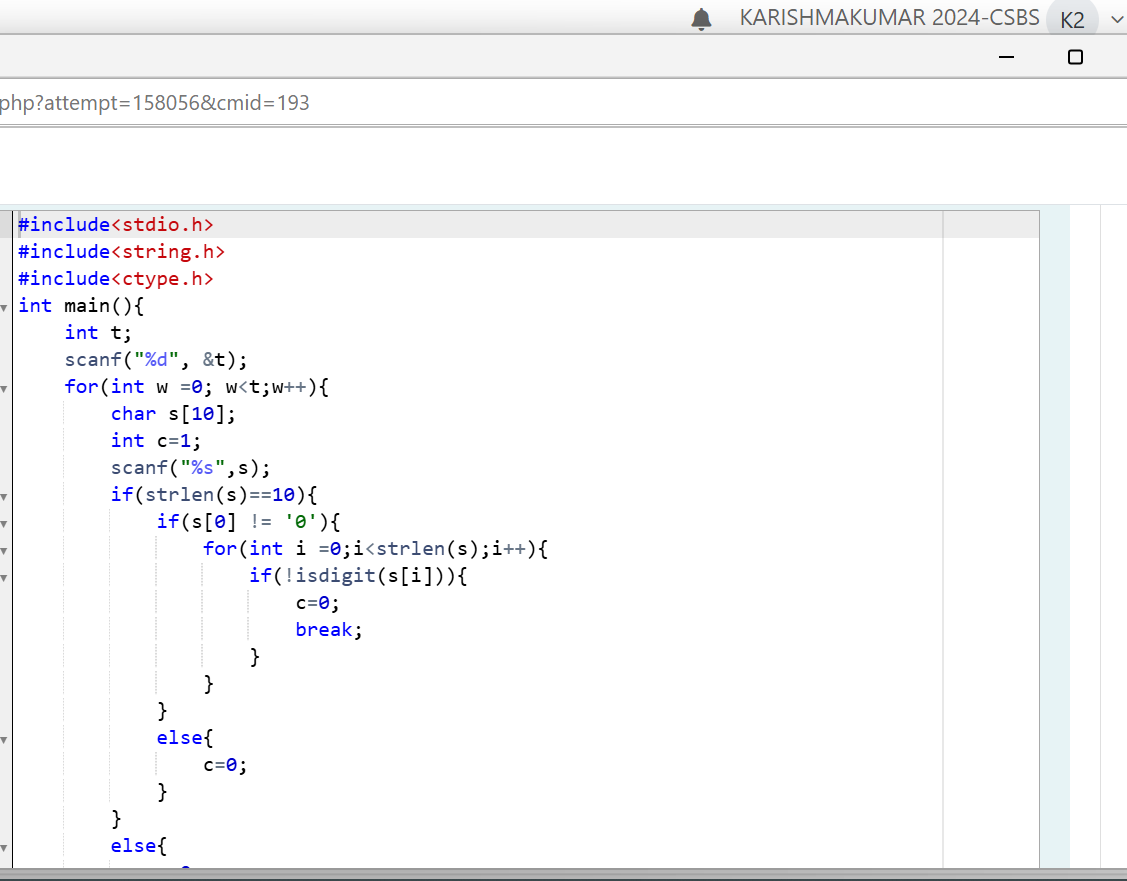 KARISHMAKUMAR 2024-CSBS K2
php?attempt=158056&cmid=193
#include<stdio.h>
#include<string.h>
#include<ctype.h>
int main(){
    int t;
    scanf("%d", &t);
    for(int w =0; w<t;w++){
        char s[10];
        int c=1;
        scanf("%s",s);
        if(strlen(s)==10){
            if(s[0] != '0'){
                for(int i =0;i<strlen(s);i++){
                    if(!isdigit(s[i])){
                        c=0;
                        break;
                    }
                }
            }
            else{
                c=0;
            }
        }
        else{